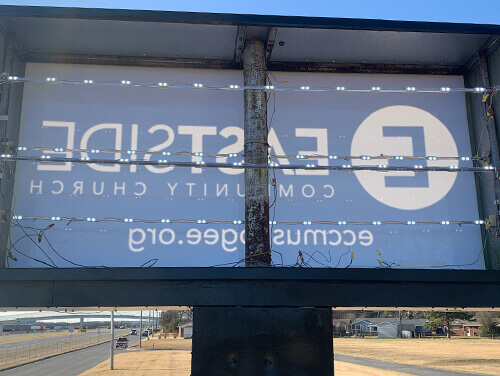 E EASTSIDE
COMMUNITY CHURCH
eccmuskogee.org